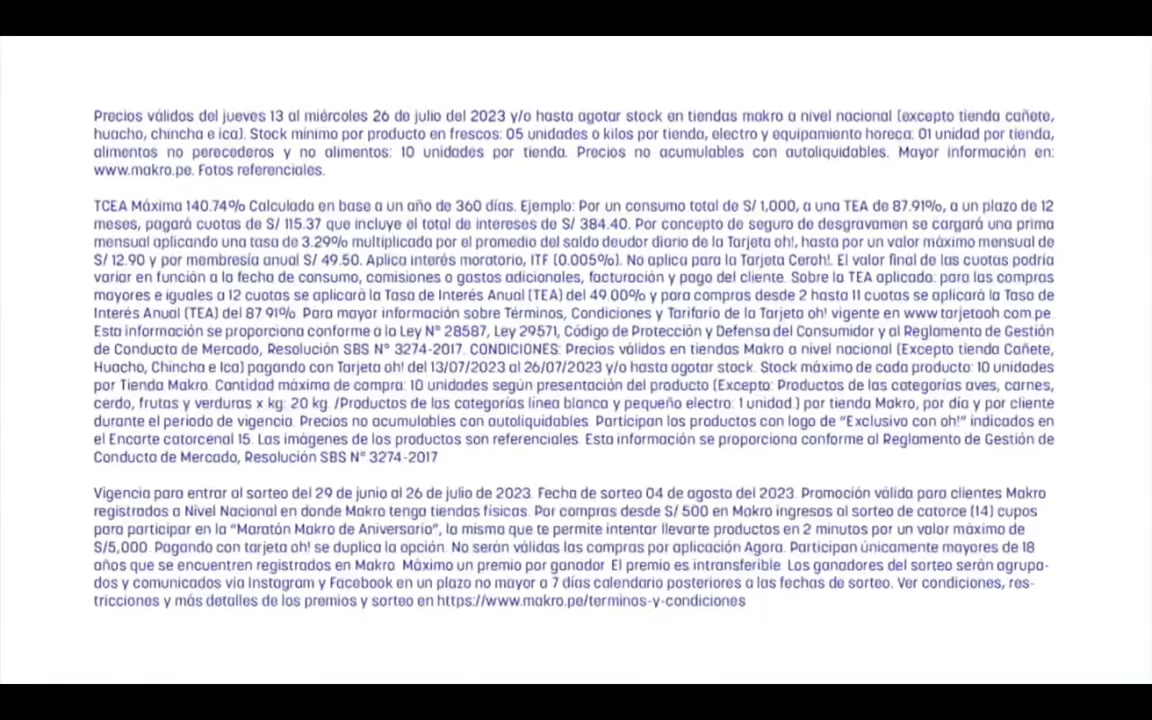 Precios válidos del jueves 13 al miércoles 26 de julio del 2023 y/o hasta agotar stock en tiendas makro a nivel nacional (excepto tienda cañete,
huacho, chincha e ica). Stock mínimo por producto en frescos: 05 unidades o kilos por tienda, electro y equipamiento horeca: 01 unidad por tienda,
alimentos no perecederos y no alimentos: 10 unidades por tienda. Precios no acumulables con autoliquidables. Mayor información en:
www.makro.pe. Fotos referenciales.
TCEA Máxima 140.74% Calculada en base a un año de 360 días. Ejemplo: Por un consumo total de S/ 1,000, a una TEA de 87.91%, a un plazo de 12
meses, pagará cuotas de S/ 115.37 que incluye el total de intereses de S/ 384.40. Por concepto de seguro de desgravamen se cargará una prima
mensual aplicando una tasa de 3.29% multiplicada por el promedio del saldo deudor diario de la Tarjeta oh!, hasta por un valor máximo mensual de
S/ 12.90 y por membresía anual S/ 49.50. Aplica interés moratorio, ITF (0.005%). No aplica para la Tarjeta Ceroh!. El valor final de las cuotas podría
variar en función a la fecha de consumo, comisiones o gastos adicionales, facturación y pago del cliente. Sobre la TEA aplicada: para las compras
mayores e iguales a 12 cuotas se aplicará la Tasa de Interés Anual (TEA) del 49.00% y para compras desde 2 hasta 11 cuotas se aplicará la Tasa de
Interés Anual (TEA) del 87.91%. Para mayor información sobre Términos, Condiciones y Tarifario de la Tarjeta oh! vigente en www.tarjetaoh.com.pe.
Esta información se proporciona conforme a la Ley N° 28587, Ley 29571, Código de Protección y Defensa del Consumidor y al Reglamento de Gestión
de Conducta de Mercado, Resolución SBS N° 3274-2017. CONDICIONES: Precios válidos en tiendas Makro a nivel nacional (Excepto tienda Cañete,
Huacho, Chincha e Ica) pagando con Tarjeta oh! del 13/07/2023 al 26/07/2023 y/o hasta agotar stock. Stock máximo de cada producto: 10 unidades
por Tienda Makro. Cantidad máxima de compra: 10 unidades según presentación del producto (Excepto: Productos de las categorías aves, carnes,
cerdo, frutas y verduras x kg: 20 kg. /Productos de las categorías línea blanca y pequeño electro: 1 unidad.) por tienda Makro, por día y por cliente
durante el periodo de vigencia. Precios no acumulables con autoliquidables. Participan los productos con logo de "Exclusivo con oh!" indicados en
el Encarte catorcenal 15. Las imágenes de los productos son referenciales. Esta información se proporciona conforme al Reglamento de Gestión de
Conducta de Mercado, Resolución SBS N° 3274-2017
Vigencia para entrar al sorteo del 29 de junio al 26 de julio de 2023. Fecha de sorteo 04 de agosto del 2023. Promoción válida para clientes Makro
registrados a Nivel Nacional en donde Makro tenga tiendas físicas. Por compras desde S/ 500 en Makro ingresas al sorteo de catorce (14) cupos
para participar en la "Maratón Makro de Aniversario", la misma que te permite intentar llevarte productos en 2 minutos por un valor máximo de
S/5,000. Pagando con tarjeta oh! se duplica la opción. No serán válidas las compras por aplicación Agora. Participan únicamente mayores de 18
años que se encuentren registrados en Makro. Máximo un premio por ganador. El premio es intransferible. Los ganadores del sorteo serán agrupa-
dos y comunicados vía Instagram y Facebook en un plazo no mayor a 7 días calendario posteriores a las fechas de sorteo. Ver condiciones, res-
tricciones y más detalles de los premios y sorteo en https://www.makro.pe/terminos-y-condiciones